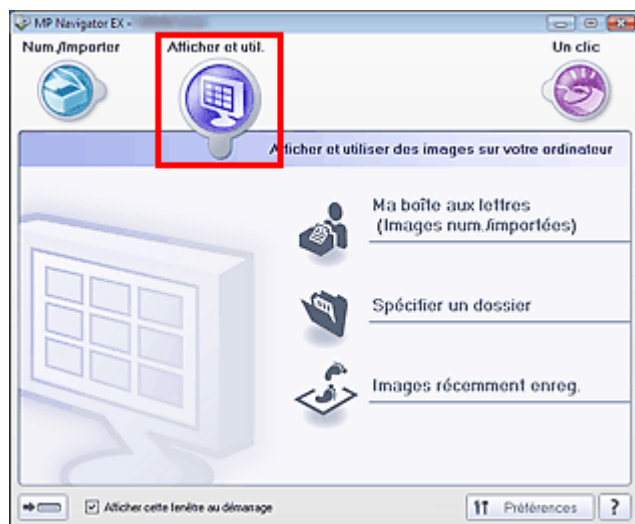 MP Navigator EX -
Num./Importer
Afficher et util.
Un clic
Afficher et utiliser des images sur votre ordinateur
Ma boîte aux lettres
(Images num./importées)
Spécifier un dossier
Images récemment enreg.
Afficher cette fenêtre au démarrage
Préférences
?